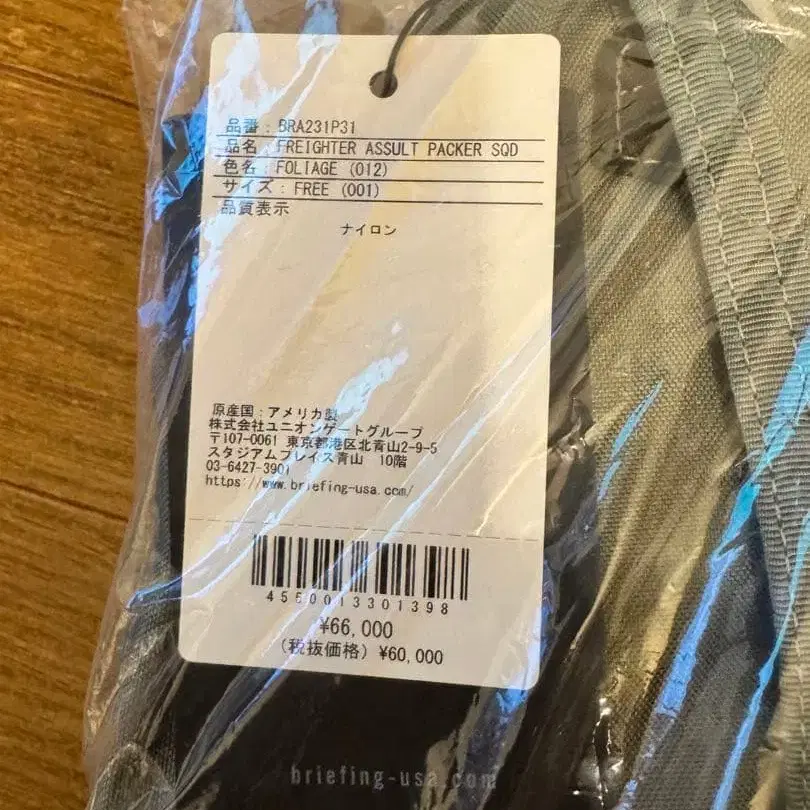 品番 : BRA231P31
品名 : FREIGHTER ASSULT PACKER SQD
色名 : FOLIAGE (012)
サイズ : FREE (001)
品質表示
ナイロン
原産国 : アメリカ製
株式会社ユニオンゲートグループ
〒107-0061 東京都港区北青山2-9-5
スタジアムプレイス青山 10階
03-6427-3901
https://www.briefing-usa.com/
4550013301398
¥66,000
(税抜価格) ¥60,000
briefing-usa.com